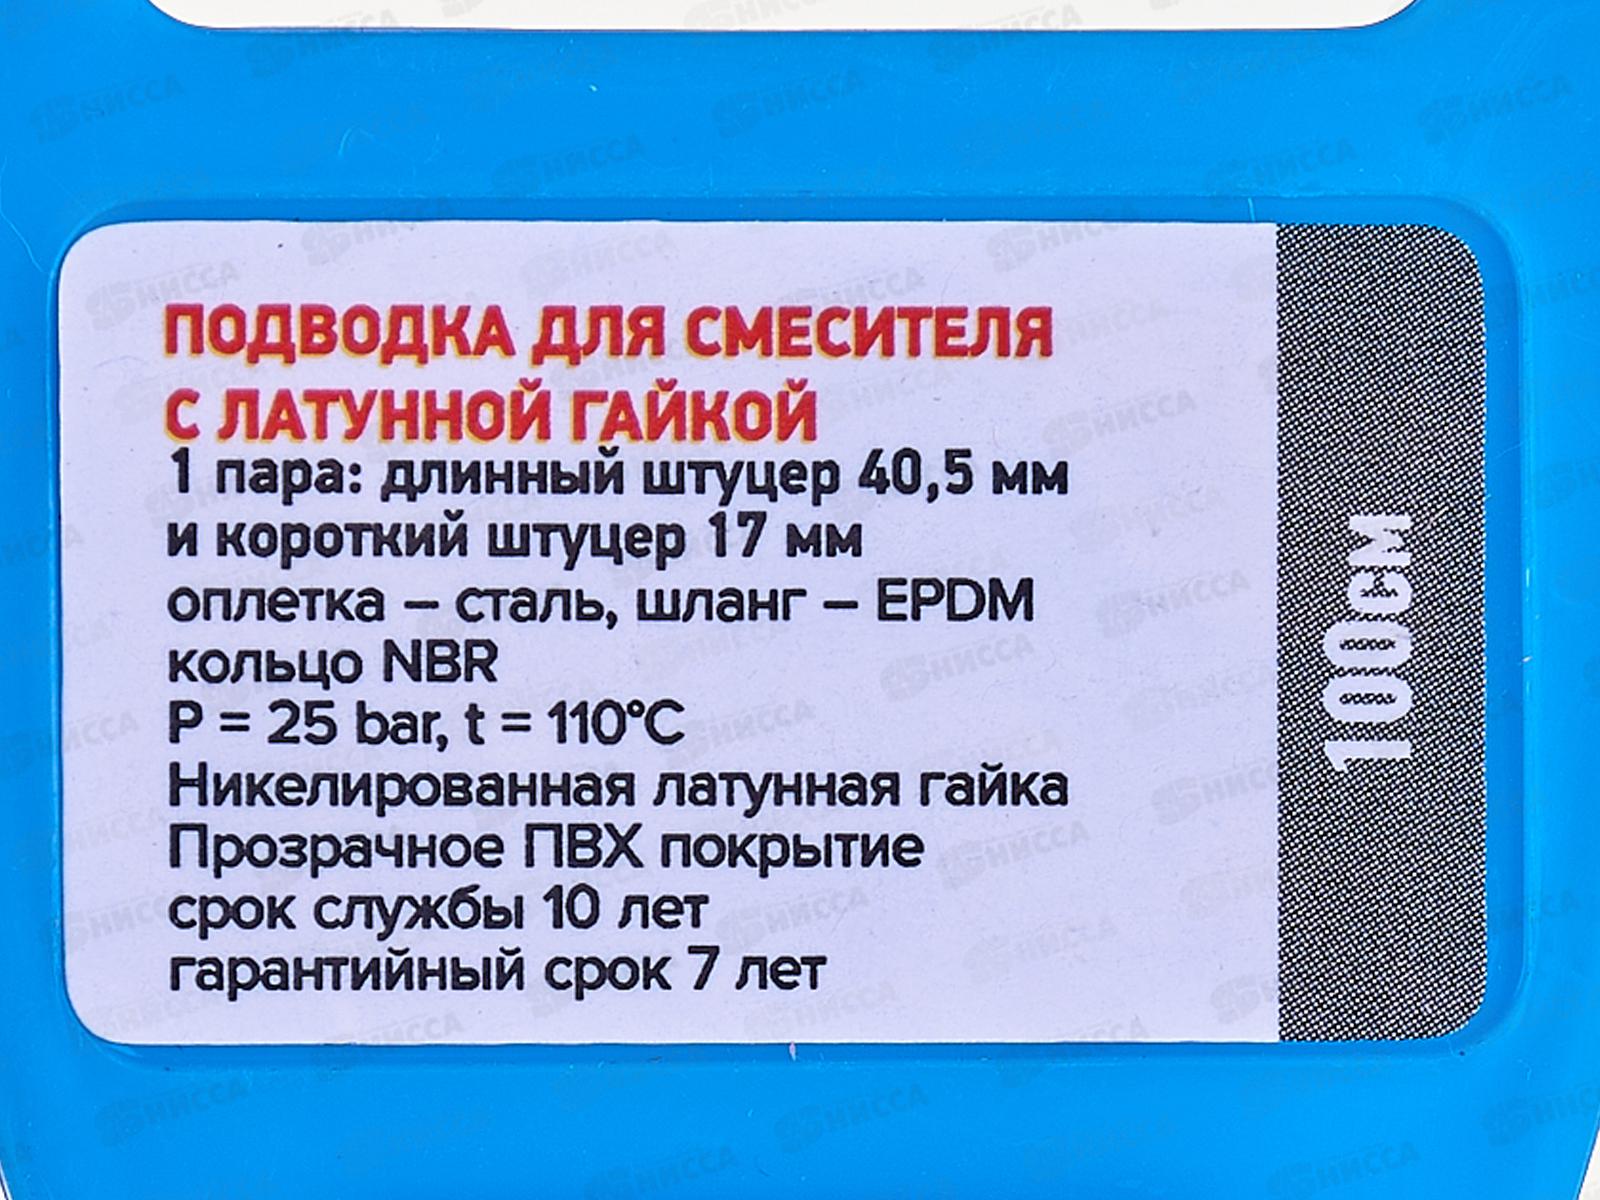 ПОДВОДКА ДЛЯ СМЕСИТЕЛЯ
С ЛАТУННОЙ ГАЙКОЙ
1 пара: длинный штуцер 40,5 мм
и короткий штуцер 17 мм
оплетка – сталь, шланг – EPDM
кольцо NBR
P = 25 bar, t = 110°C
Никелированная латунная гайка
Прозрачное ПВХ покрытие
срок службы 10 лет
гарантийный срок 7 лет
100см
НИССА